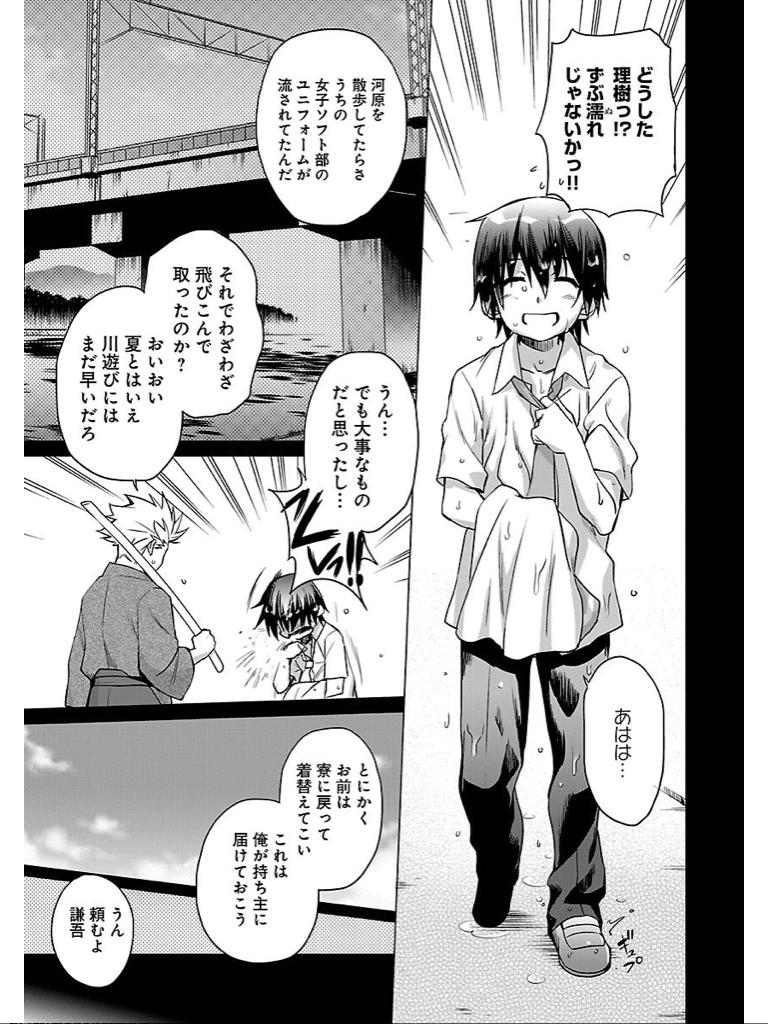 どうした
理樹っ!?
ずぶ濡れ
じゃないかっ!!
あはは…
ギュプ
河原を
散歩してたらさ
うちの
女子ソフト部の
ユニフォームが
流されてたんだ
それでわざわざ
飛びこんで
取ったのか?
おいおい
夏とはいえ
川遊びには
まだ早いだろ
うん…
でも大事なもの
だと思ったし…
とにかく
お前は
寮に戻って
着替えてこい
これは
俺が持ち主に
届けておこう
うん
頼むよ
謙吾